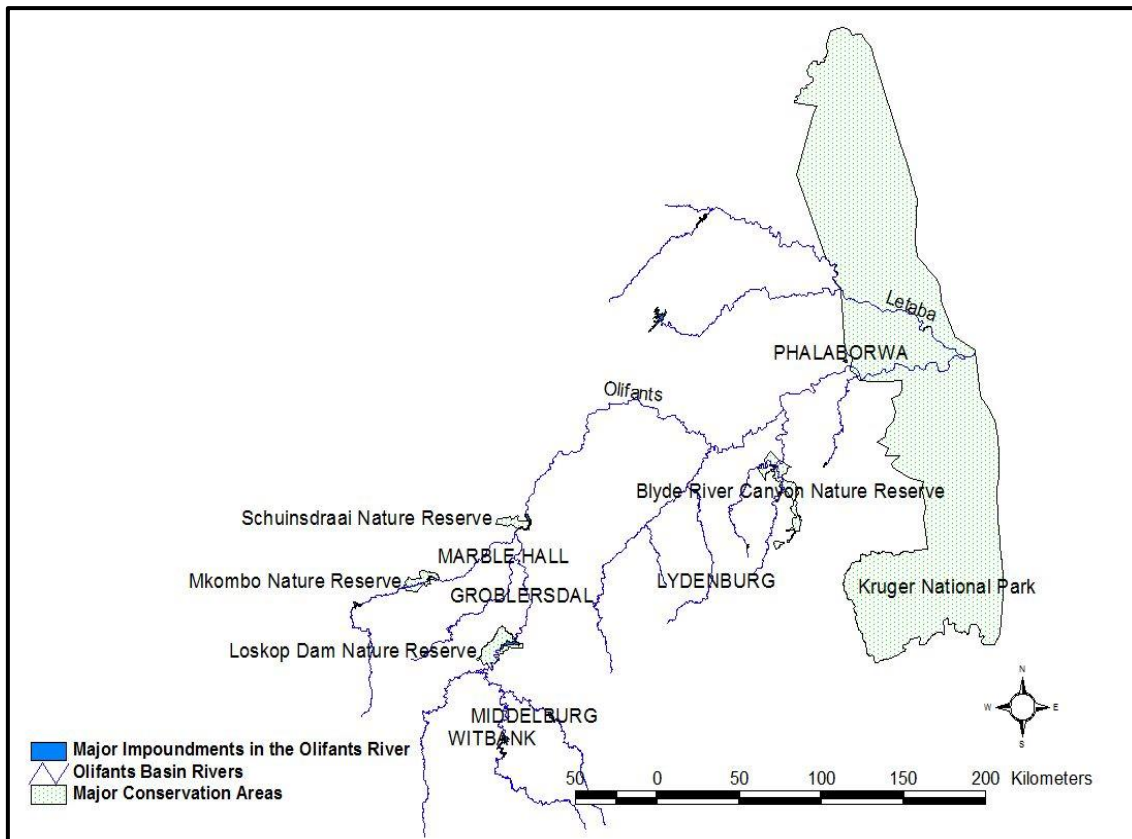 Letaba
PHALABORWA
Olifants
Blyde River Canyon Nature Reserve
Schuinsdraai Nature Reserve
MARBLE HALL
Mkombo Nature Reserve
GROBLERSDAL
LYDENBURG
Kruger National Park
Loskop Dam Nature Reserve
N
W E
S
MIDDELBURG
WITBANK
Major Impoundments in the Olifants River
Olifants Basin Rivers
Major Conservation Areas
50 0 50 100 150 200 Kilometers